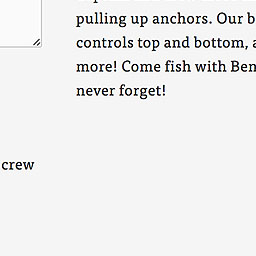 pulling up anchors. Our b
controls top and bottom, a
more! Come fish with Ben
never forget!
crew